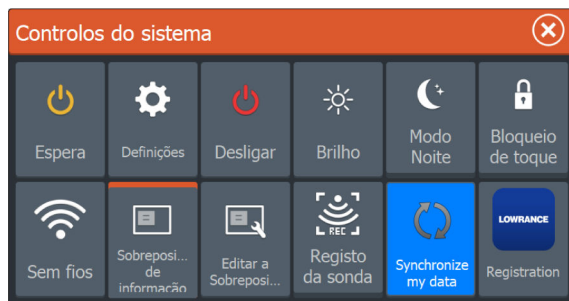 Controlos do sistema
Espera
Definições
Desligar
Brilho
Modo
Noite
Bloqueio
de toque
Sem fios
Sobreposi...
de
informação
Editar a
Sobreposi...
REC
Registo
da sonda
Synchronize
my data
LOWRANCE
Registration